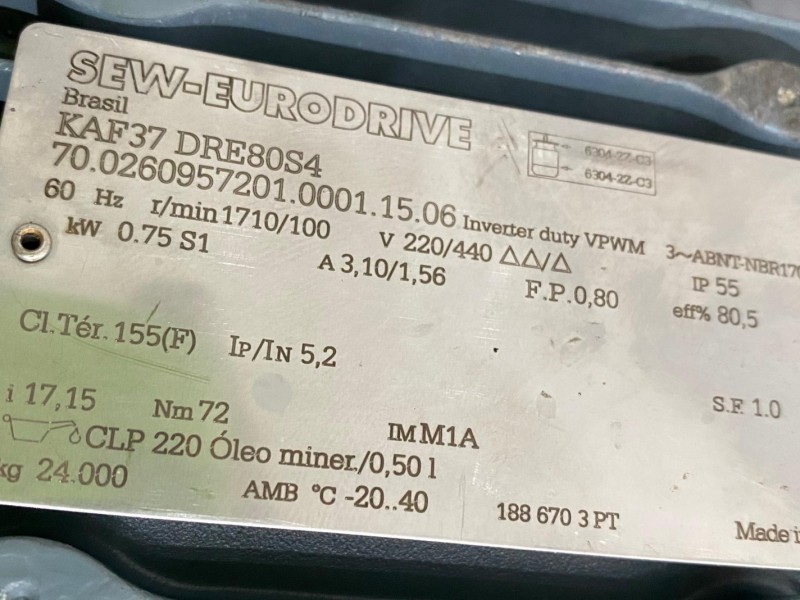 SEW-EURODRIVE
Brasil
KAF37 DRE80S4
6304-2Z-C3
6304-2Z-C3
70.0260957201.0001.15.06 Inverter duty VPWM 3~ABNT-NBR170
60 Hz r/min 1710/100 V 220/440 △△/△ IP 55
kW 0.75 S1 A 3,10/1,56 F.P.0,80 eff% 80,5
Cl.Tér. 155(F) IP/IN 5,2
i 17,15 Nm 72 IM M1A S.F. 1.0
CLP 220 Óleo miner./0,50 l
kg 24.000 AMB °C -20..40 188 670 3 PT Made i